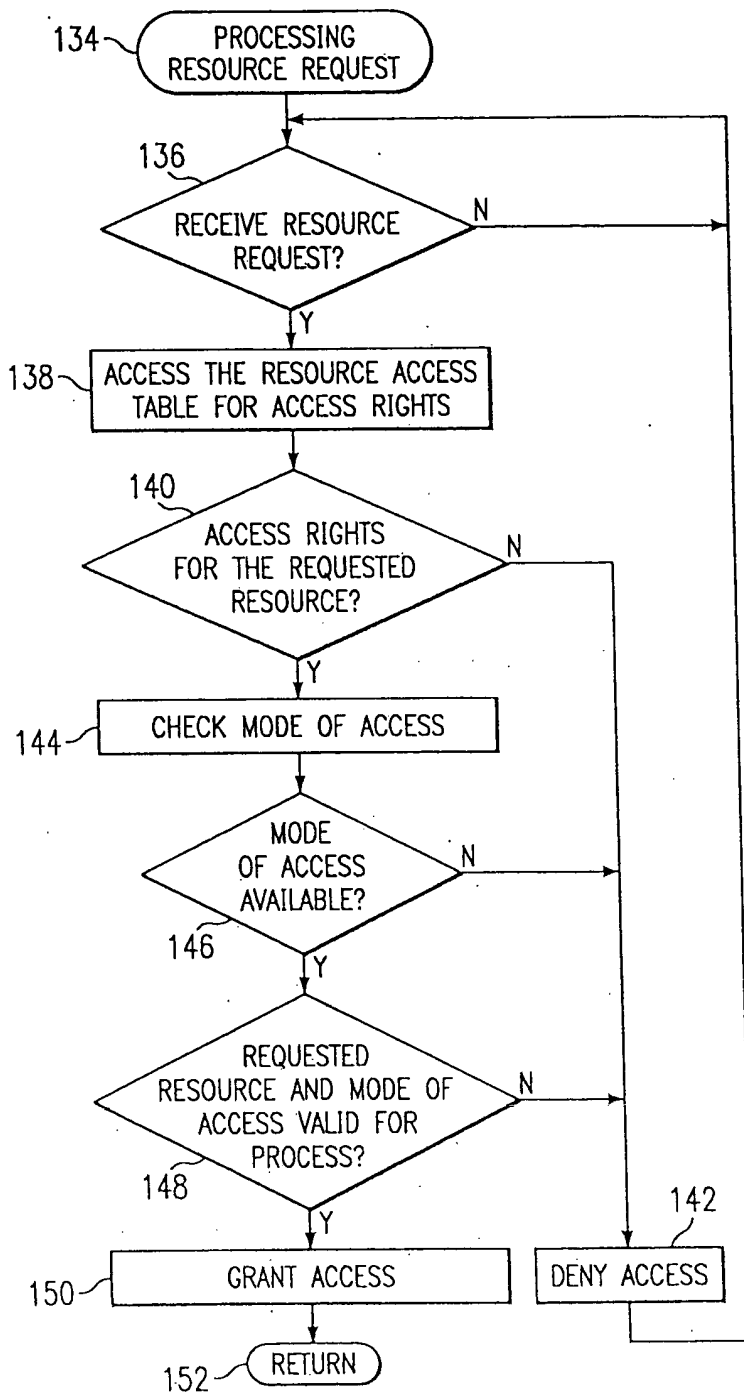 134
PROCESSING
RESOURCE REQUEST
136
RECEIVE RESOURCE
REQUEST?
N
Y
138
ACCESS THE RESOURCE ACCESS
TABLE FOR ACCESS RIGHTS
140
ACCESS RIGHTS
FOR THE REQUESTED
RESOURCE?
N
Y
144
CHECK MODE OF ACCESS
MODE
OF ACCESS
AVAILABLE?
N
146
Y
REQUESTED
RESOURCE AND MODE OF
ACCESS VALID FOR
PROCESS?
N
148
Y
142
150
GRANT ACCESS
DENY ACCESS
152
RETURN